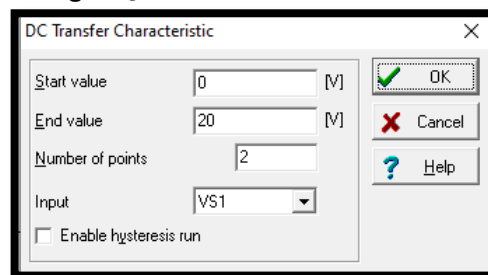 DC Transfer Characteristic
Start value 0 [V]
End value 20 [V]
Number of points 2
Input VS1
Enable hysteresis run
OK
Cancel
? Help